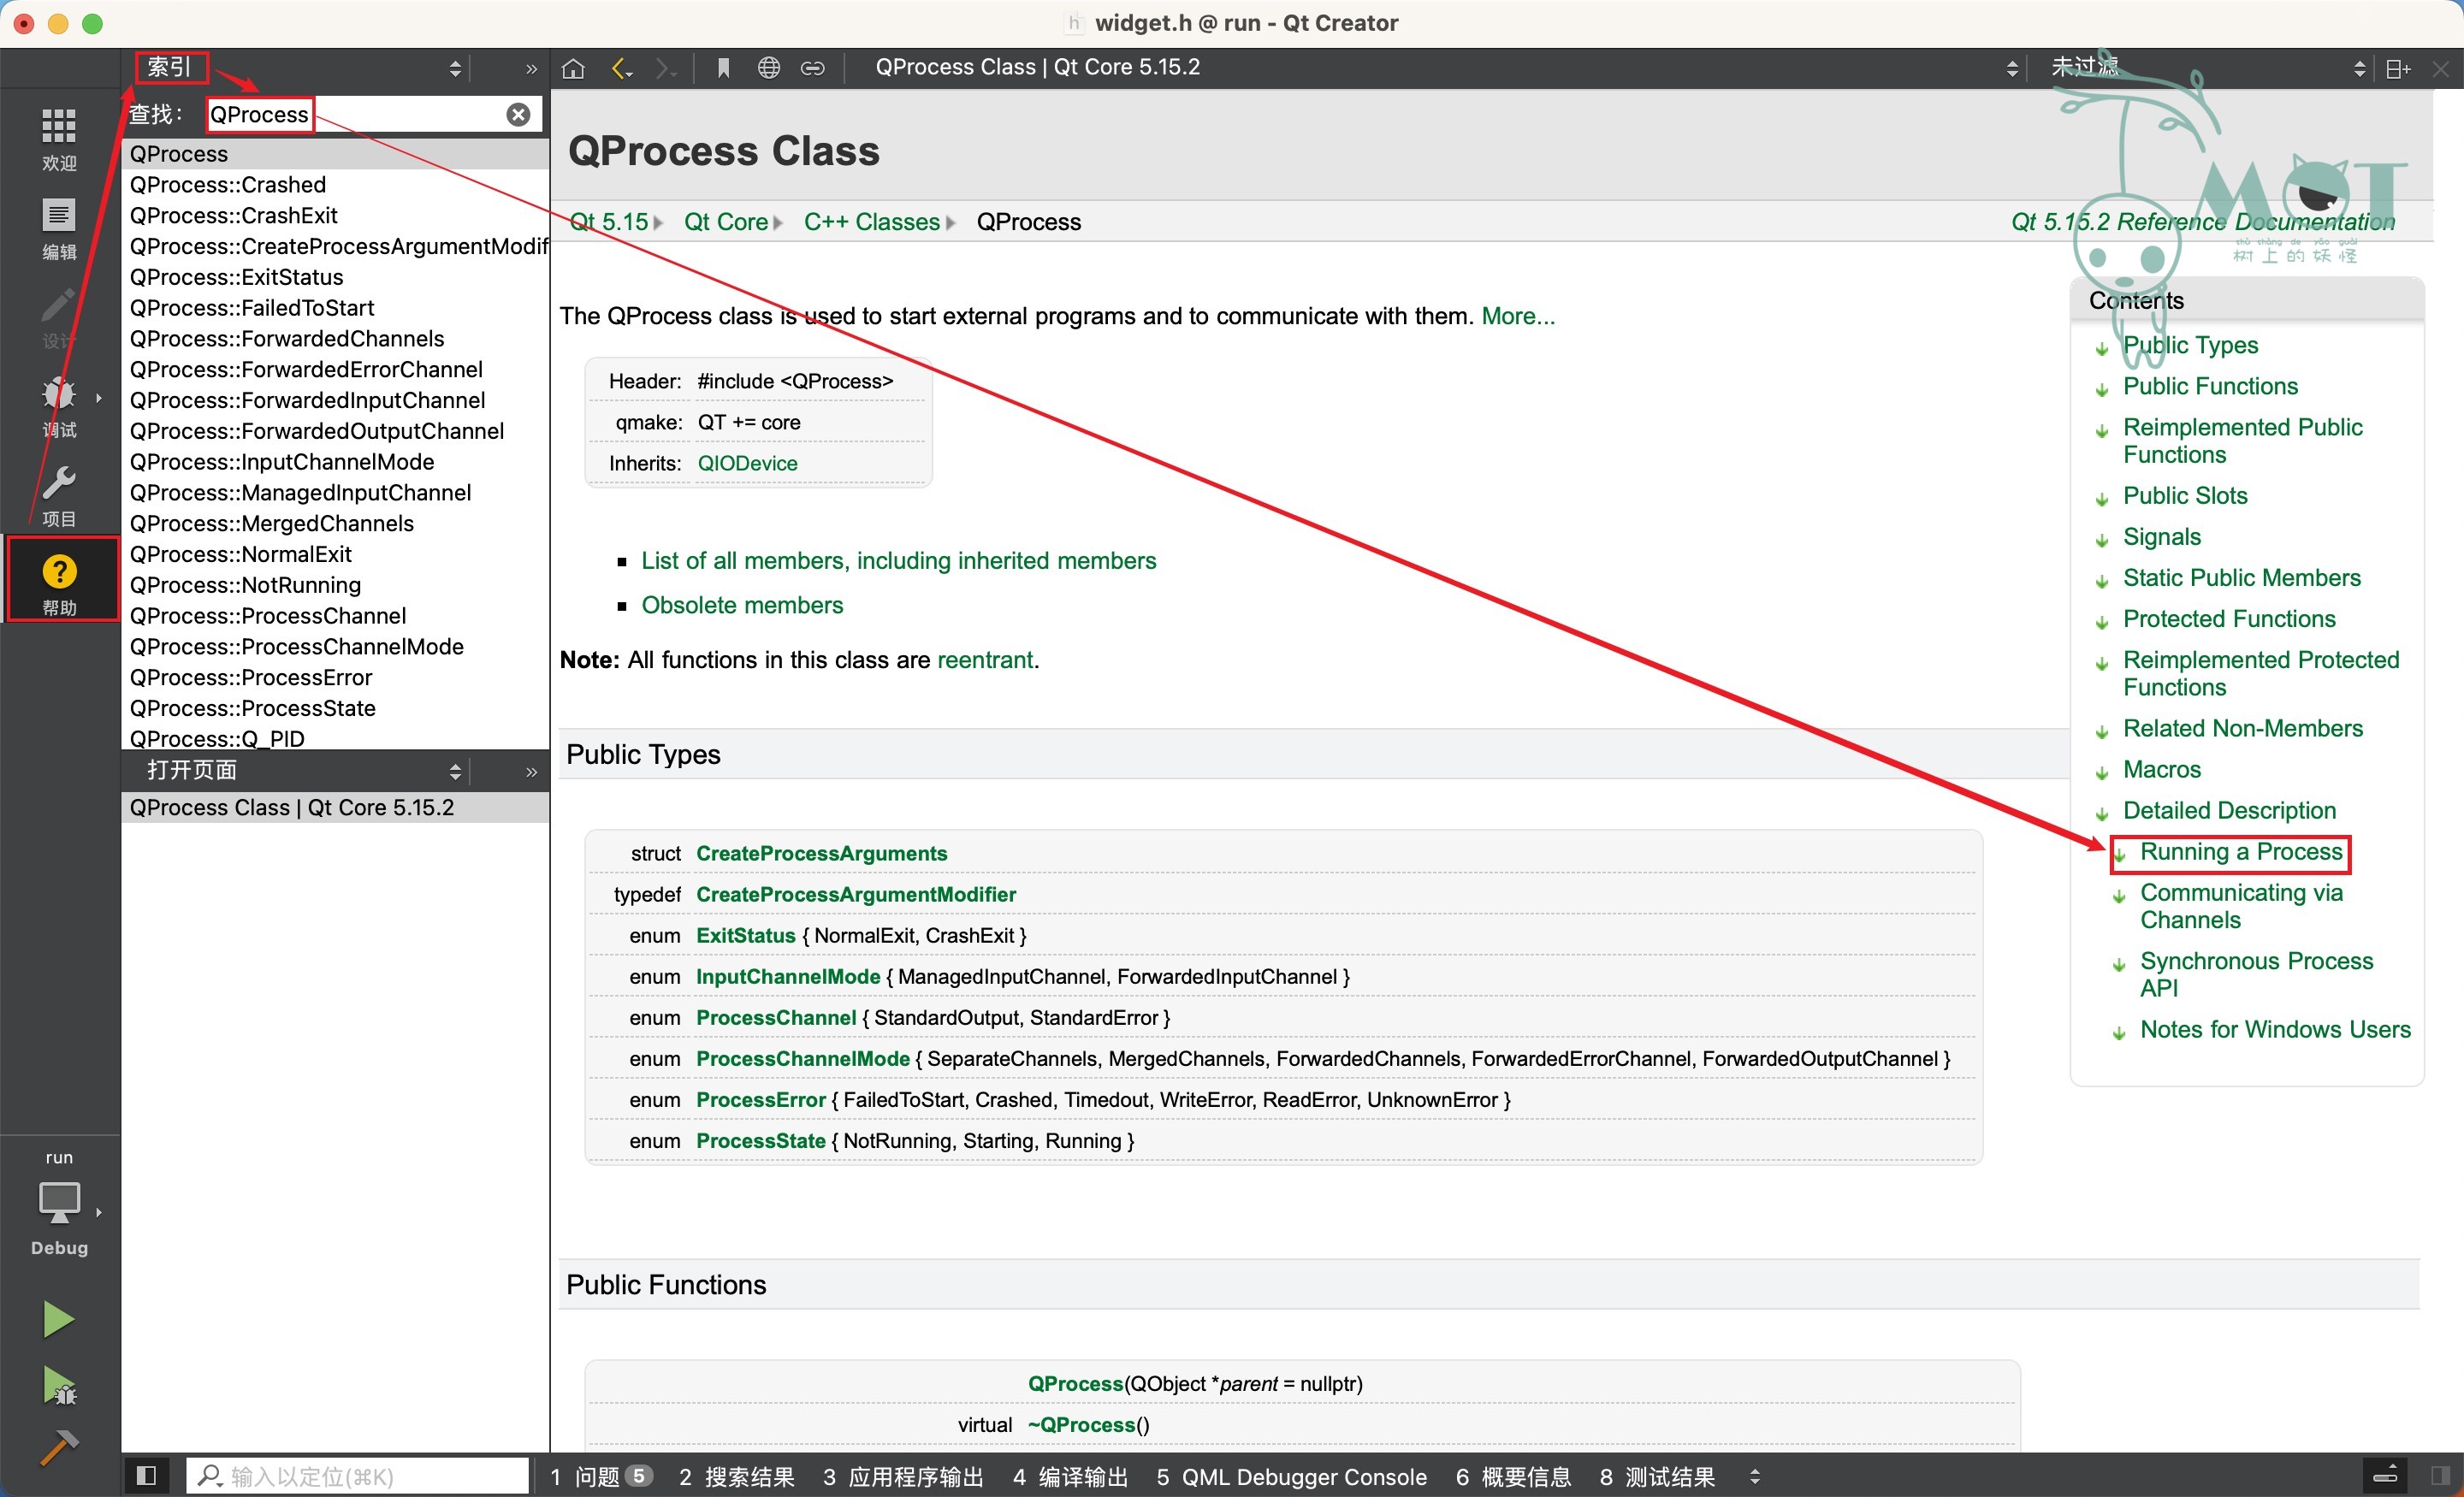 widget.h @ run - Qt Creator
索引
QProcess Class | Qt Core 5.15.2
未过滤
查找：
QProcess
欢迎
编辑
设计
调试
项目
帮助
QProcess
QProcess::Crashed
QProcess::CrashExit
QProcess::CreateProcessArgumentModif
QProcess::ExitStatus
QProcess::FailedToStart
QProcess::ForwardedChannels
QProcess::ForwardedErrorChannel
QProcess::ForwardedInputChannel
QProcess::ForwardedOutputChannel
QProcess::InputChannelMode
QProcess::ManagedInputChannel
QProcess::MergedChannels
QProcess::NormalExit
QProcess::NotRunning
QProcess::ProcessChannel
QProcess::ProcessChannelMode
QProcess::ProcessError
QProcess::ProcessState
QProcess::Q_PID
打开页面
QProcess Class | Qt Core 5.15.2
run
Debug
QProcess Class
Qt 5.15 Qt Core C++ Classes QProcess
Qt 5.15.2 Reference Documentation
MOT
shù shàng de yāo guài
树上的妖怪
The QProcess class is used to start external programs and to communicate with them. More...
Header: #include <QProcess>
qmake: QT += core
Inherits: QIODevice
List of all members, including inherited members
Obsolete members
Note: All functions in this class are reentrant.
Public Types
struct CreateProcessArguments
typedef CreateProcessArgumentModifier
enum ExitStatus { NormalExit, CrashExit }
enum InputChannelMode { ManagedInputChannel, ForwardedInputChannel }
enum ProcessChannel { StandardOutput, StandardError }
enum ProcessChannelMode { SeparateChannels, MergedChannels, ForwardedChannels, ForwardedErrorChannel, ForwardedOutputChannel }
enum ProcessError { FailedToStart, Crashed, Timedout, WriteError, ReadError, UnknownError }
enum ProcessState { NotRunning, Starting, Running }
Public Functions
QProcess(QObject *parent = nullptr)
virtual ~QProcess()
Contents
Public Types
Public Functions
Reimplemented Public
Functions
Public Slots
Signals
Static Public Members
Protected Functions
Reimplemented Protected
Functions
Related Non-Members
Macros
Detailed Description
Running a Process
Communicating via
Channels
Synchronous Process
API
Notes for Windows Users
输入以定位(⌘K)
1 问题 5 2 搜索结果 3 应用程序输出 4 编译输出 5 QML Debugger Console 6 概要信息 8 测试结果